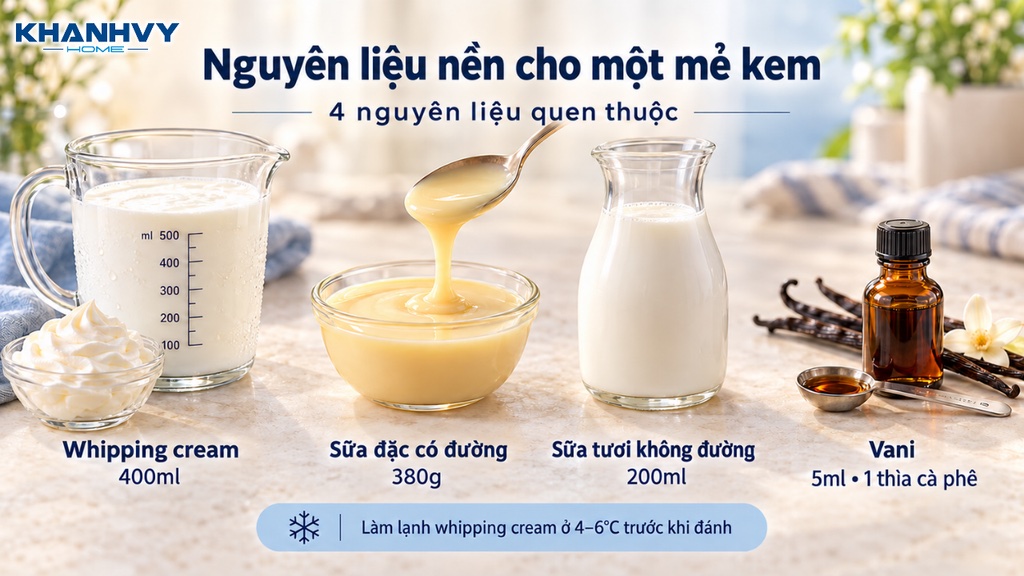 KHANHVY
HOME
Nguyên liệu nền cho một mẻ kem
4 nguyên liệu quen thuộc
ml 500
400
300
200
100
Whipping cream
400ml
Sữa đặc có đường
380g
Sữa tươi không đường
200ml
Vani
5ml • 1 thìa cà phê
Làm lạnh whipping cream ở 4–6°C trước khi đánh